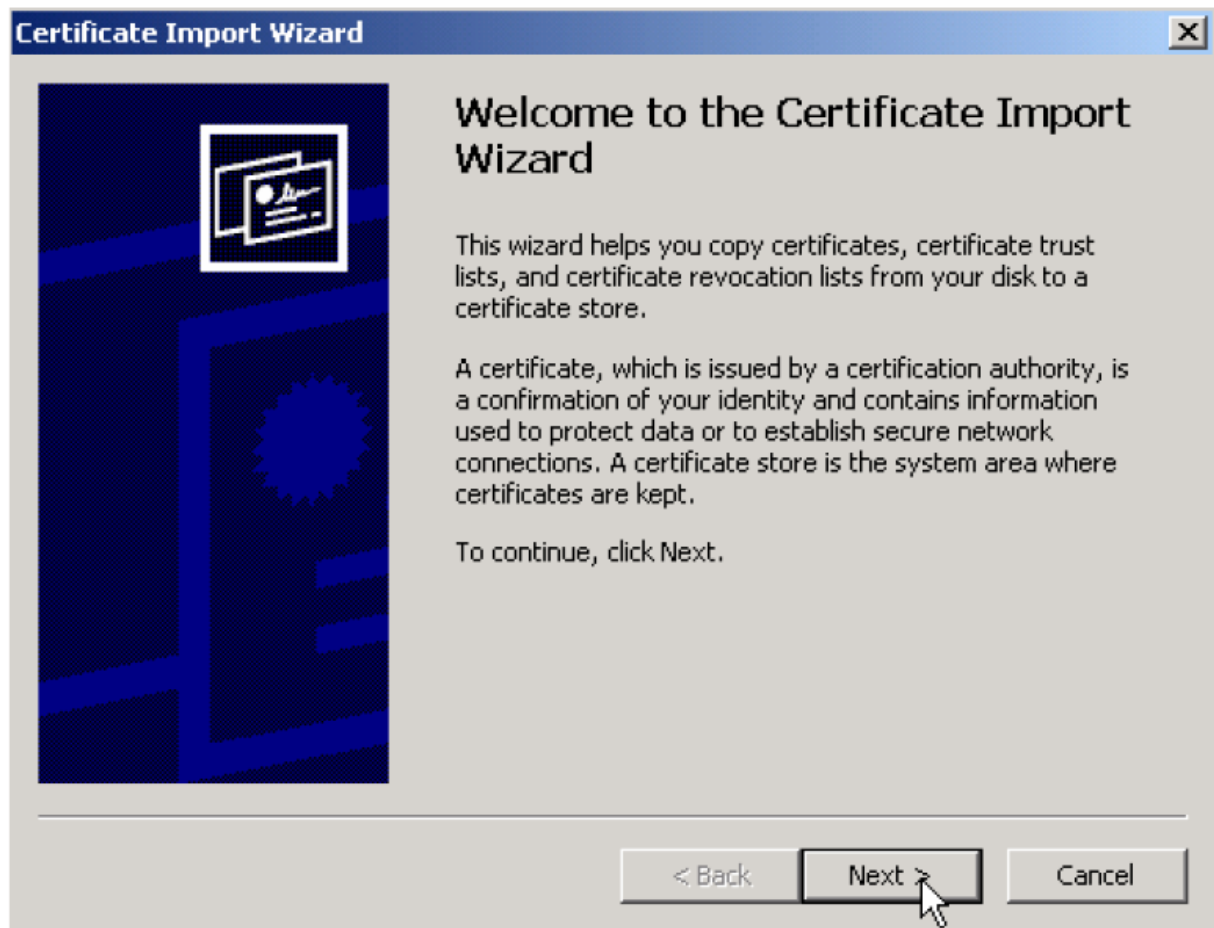 Certificate Import Wizard
Welcome to the Certificate Import
Wizard
This wizard helps you copy certificates, certificate trust
lists, and certificate revocation lists from your disk to a
certificate store.
A certificate, which is issued by a certification authority, is
a confirmation of your identity and contains information
used to protect data or to establish secure network
connections. A certificate store is the system area where
certificates are kept.
To continue, click Next.
< Back Next > Cancel